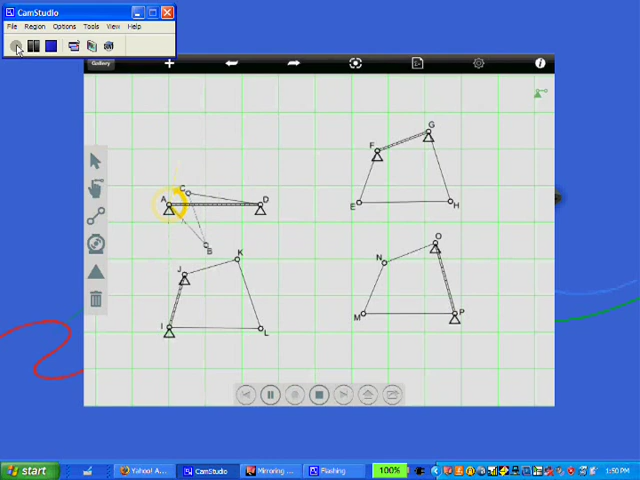 CamStudio
File Region Options Tools View Help
Gallery
G
F
C
A
D
E
H
B
O
K
N
J
M
P
I
L
start
Yahoo! A...
CamStudio
Mirroring ...
Flashing
100%
1:50 PM